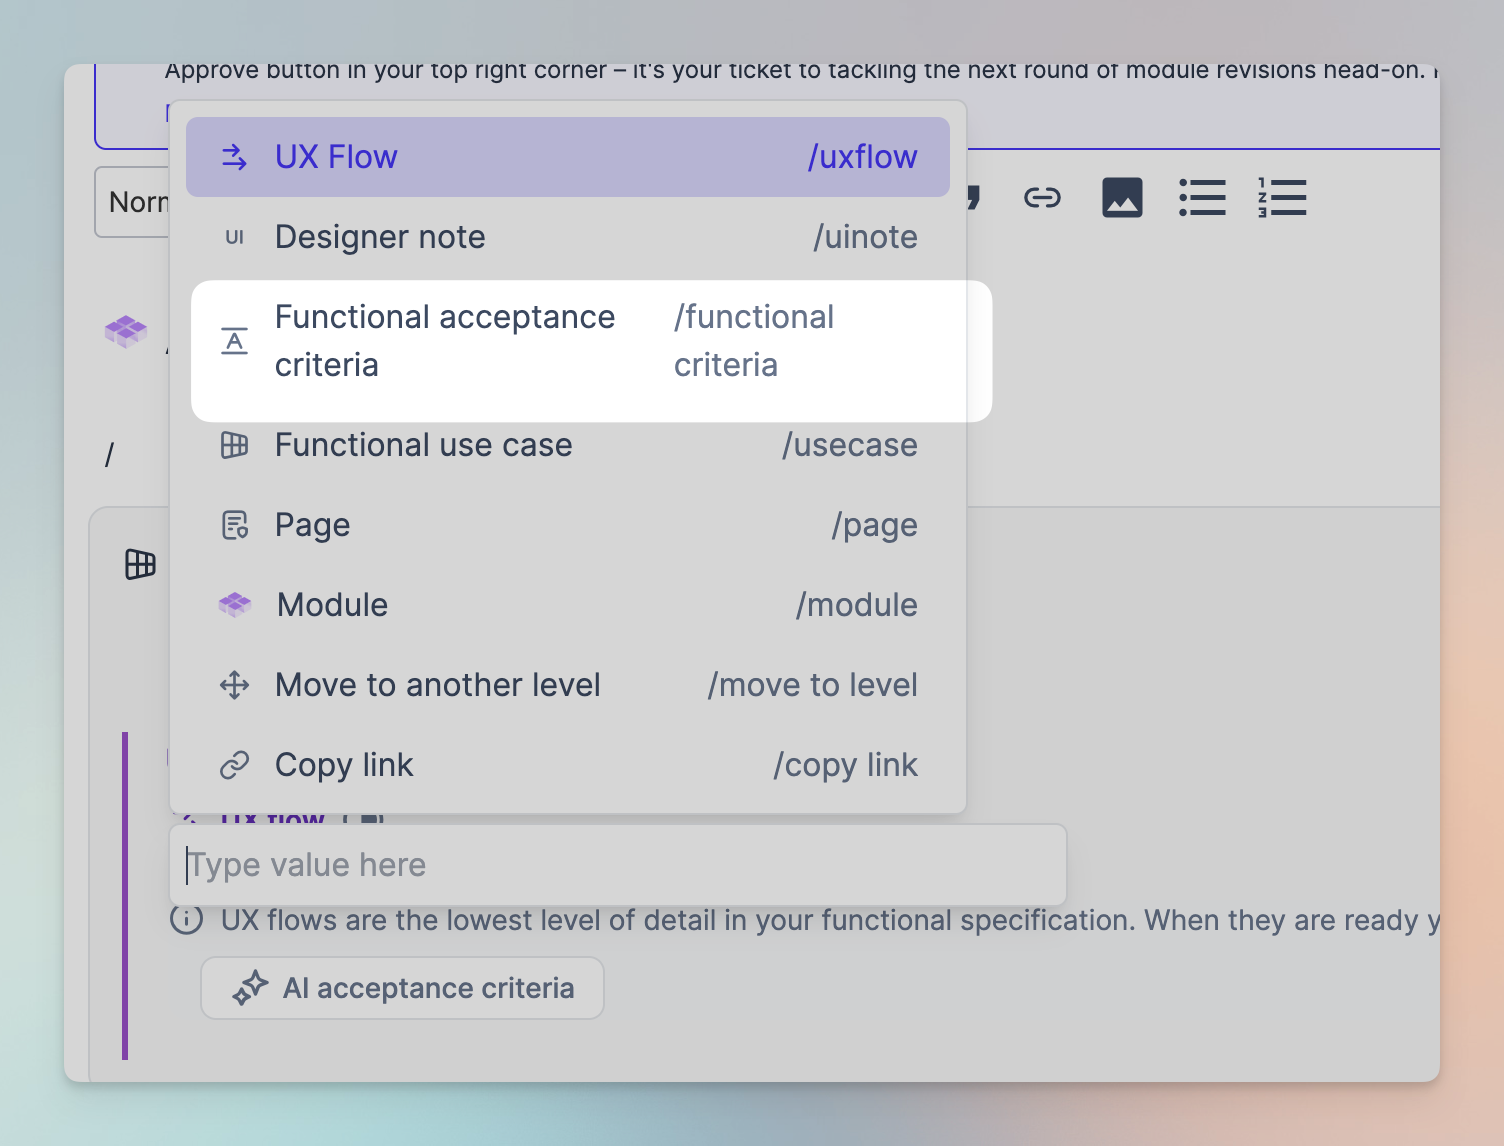 Approve button in your top right corner – it's your ticket to tackling the next round of module revisions head-on.
UX Flow /uxflow
Norm
UI Designer note /uinote
Functional acceptance /functional
criteria criteria
/
Functional use case /usecase
Page /page
Module /module
Move to another level /move to level
Copy link /copy link
UX flow
Type value here
UX flows are the lowest level of detail in your functional specification. When they are ready y
AI acceptance criteria